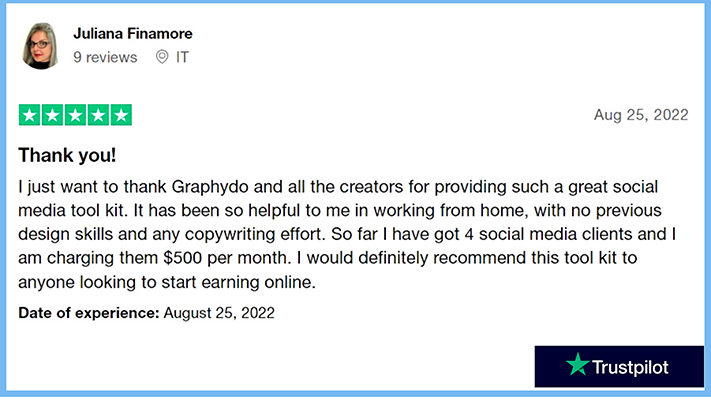 Juliana Finamore
9 reviews IT
Aug 25, 2022
Thank you!
I just want to thank Graphydo and all the creators for providing such a great social
media tool kit. It has been so helpful to me in working from home, with no previous
design skills and any copywriting effort. So far I have got 4 social media clients and I
am charging them $500 per month. I would definitely recommend this tool kit to
anyone looking to start earning online.
Date of experience: August 25, 2022
Trustpilot